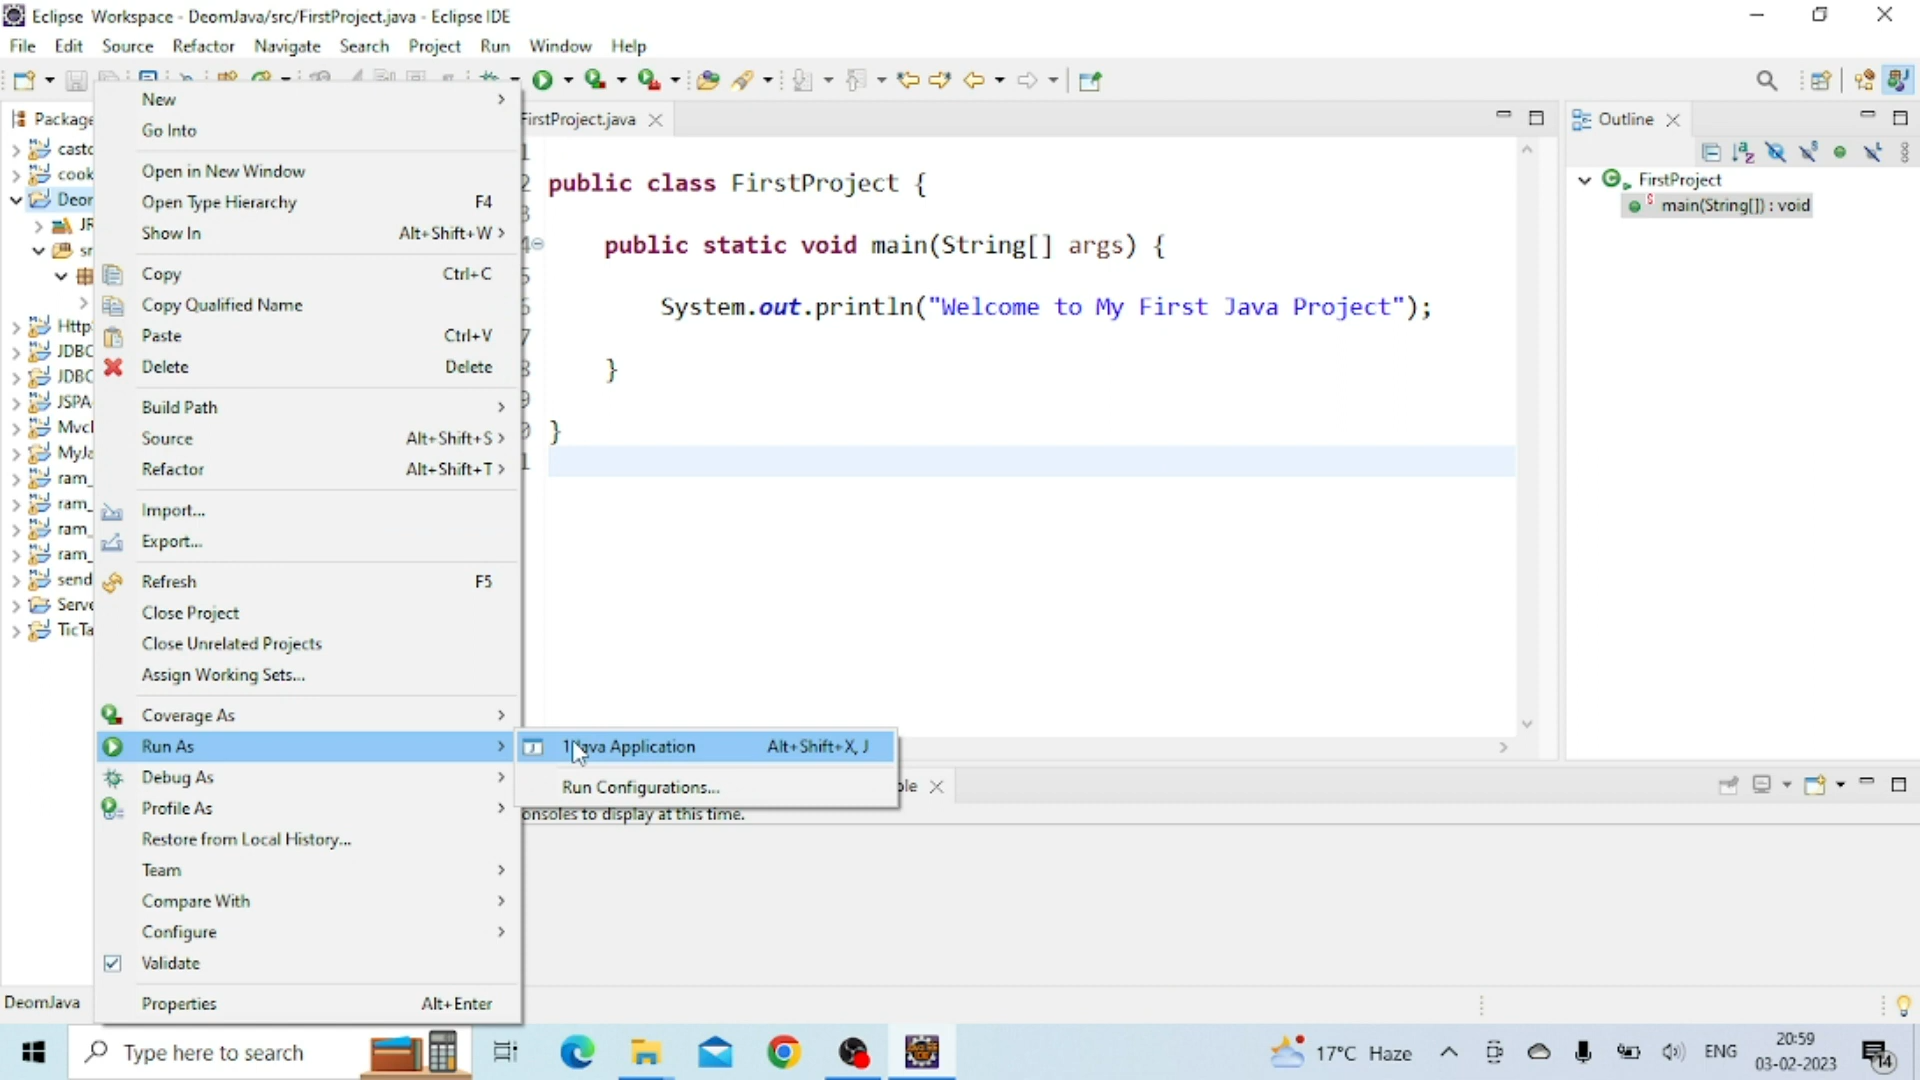 Eclipse Workspace - DeomJava/src/FirstProject.java - Eclipse IDE
File Edit Source Refactor Navigate Search Project Run Window Help
Package
casto
cook
Deon
JR
sr
Http
JDBC
JDBC
JSPA
Mvcl
MyJa
ram_
ram_
ram_
ram_
send
Serve
TicTa
New
Go Into
Open in New Window
Open Type Hierarchy F4
Show In Alt+Shift+W
Copy Ctrl+C
Copy Qualified Name
Paste Ctrl+V
Delete Delete
Build Path
Source Alt+Shift+S
Refactor Alt+Shift+T
Import...
Export...
Refresh F5
Close Project
Close Unrelated Projects
Assign Working Sets...
Coverage As
Run As
Debug As
Profile As
Restore from Local History...
Team
Compare With
Configure
Validate
Properties Alt+Enter
Java Application Alt+Shift+X, J
Run Configurations...
FirstProject.java
public class FirstProject {
public static void main(String[] args) {
System.out.println("Welcome to My First Java Project");
}
}
Outline
FirstProject
main(String[]) : void
ole
onsoles to display at this time.
DeomJava
Type here to search
17°C Haze
ENG
20:59
03-02-2023
14